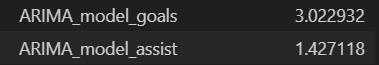 ARIMA_model_goals 3.022932
ARIMA_model_assist 1.427118